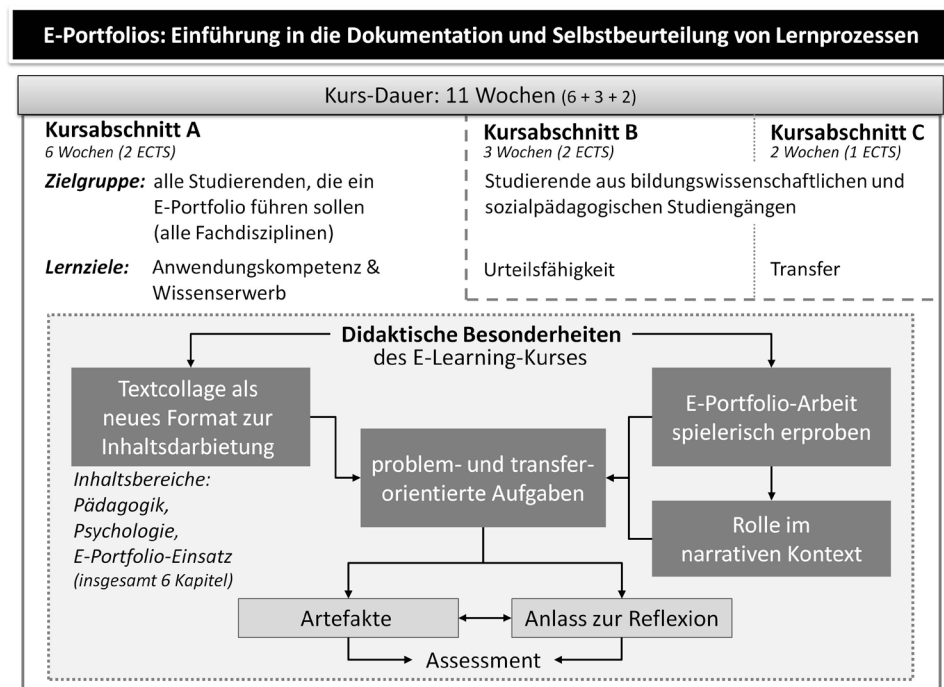 E-Portfolios: Einführung in die Dokumentation und Selbstbeurteilung von Lernprozessen
Kurs-Dauer: 11 Wochen (6 + 3 + 2)
Kursabschnitt A
6 Wochen (2 ECTS)
Zielgruppe: alle Studierenden, die ein
E-Portfolio führen sollen
(alle Fachdisziplinen)
Lernziele: Anwendungskompetenz &
Wissenserwerb
Kursabschnitt B
3 Wochen (2 ECTS)
Kursabschnitt C
2 Wochen (1 ECTS)
Studierende aus bildungswissenschaftlichen und
sozialpädagogischen Studiengängen
Urteilsfähigkeit
Transfer
Didaktische Besonderheiten
des E-Learning-Kurses
Textcollage als
neues Format zur
Inhaltsdarbietung
Inhaltsbereiche:
Pädagogik,
Psychologie,
E-Portfolio-Einsatz
(insgesamt 6 Kapitel)
problem- und transfer-
orientierte Aufgaben
E-Portfolio-Arbeit
spielerisch erproben
Rolle im
narrativen Kontext
Artefakte
Anlass zur Reflexion
Assessment